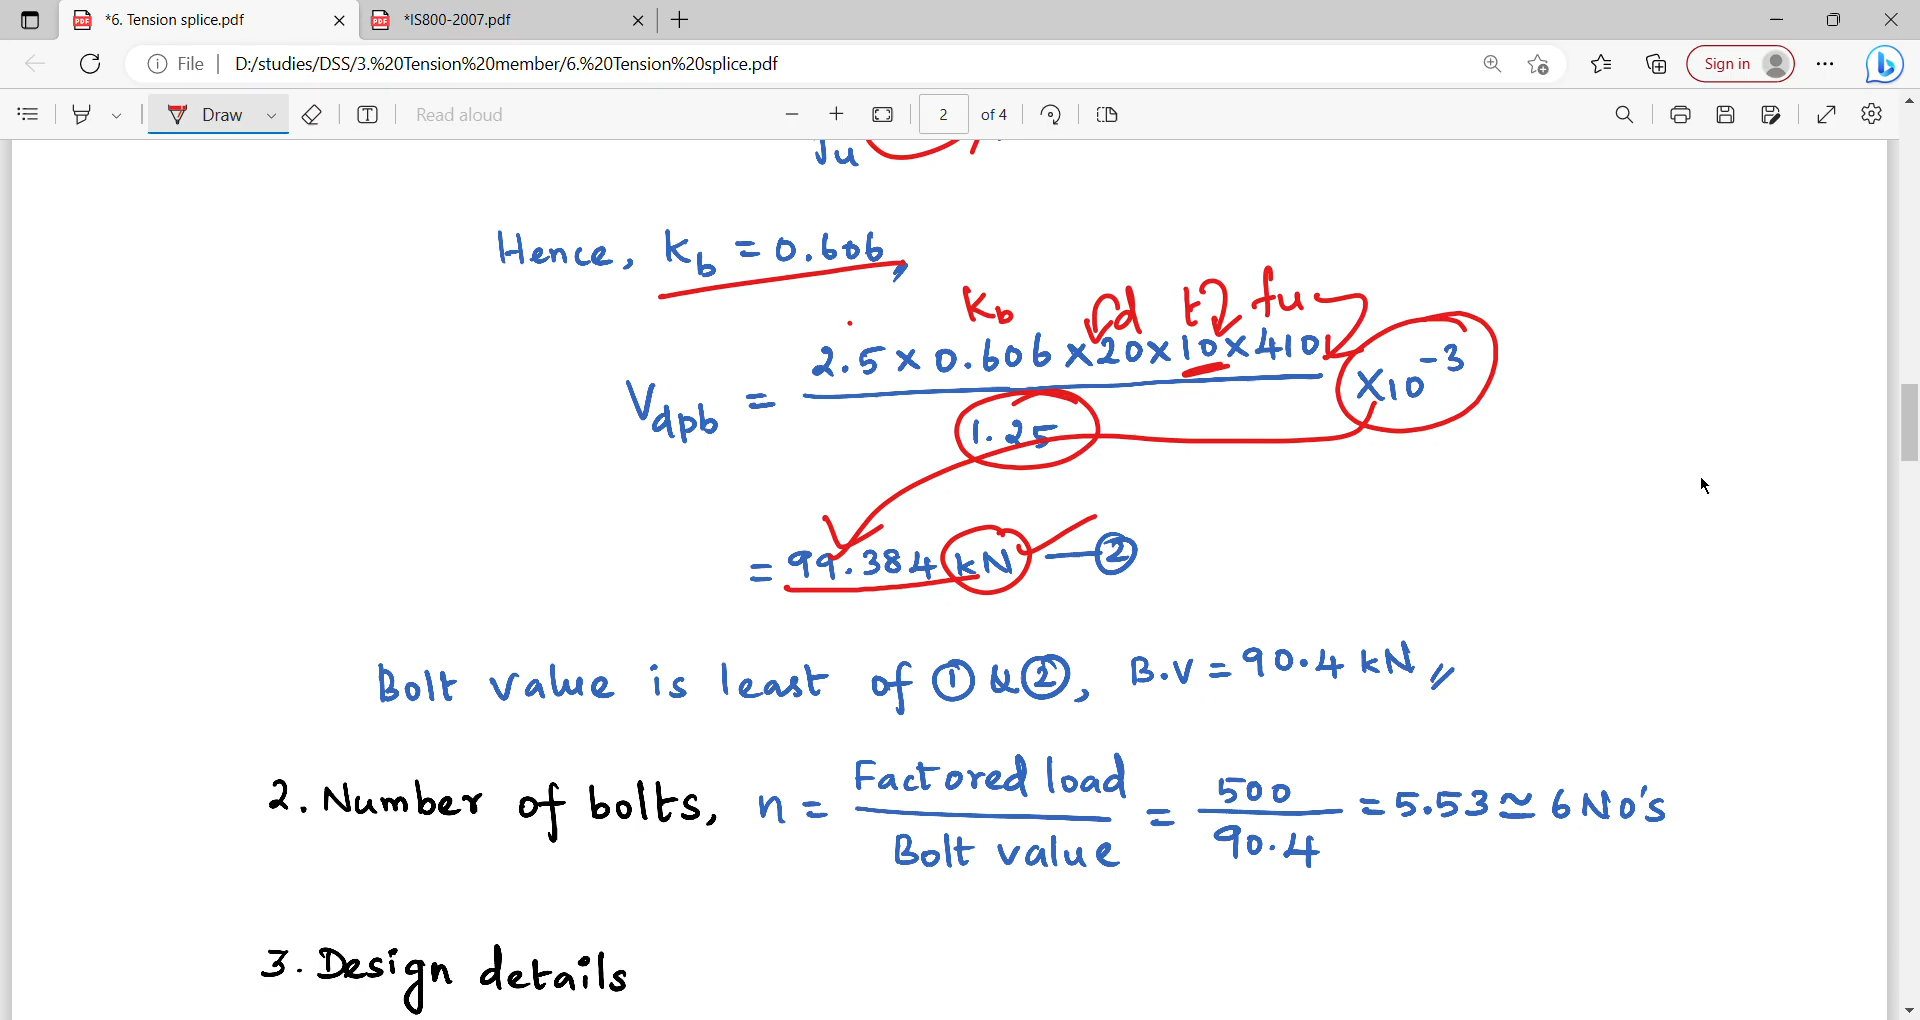 *6. Tension splice.pdf
*IS800-2007.pdf
File | D:/studies/DSS/3.%20Tension%20member/6.%20Tension%20splice.pdf
Sign in
Draw
Read aloud
2 of 4
fu
Hence, Kb = 0.606,
Kb d t fu
Vdpb = 2.5 x 0.606 x 20 x 10 x 410 / 1.25 x10^-3
= 99.384 kN — ②
Bolt value is least of ① & ②, B.V = 90.4 kN //
2. Number of bolts, n = Factored load / Bolt value = 500 / 90.4 = 5.53 ≃ 6 No's
3. Design details